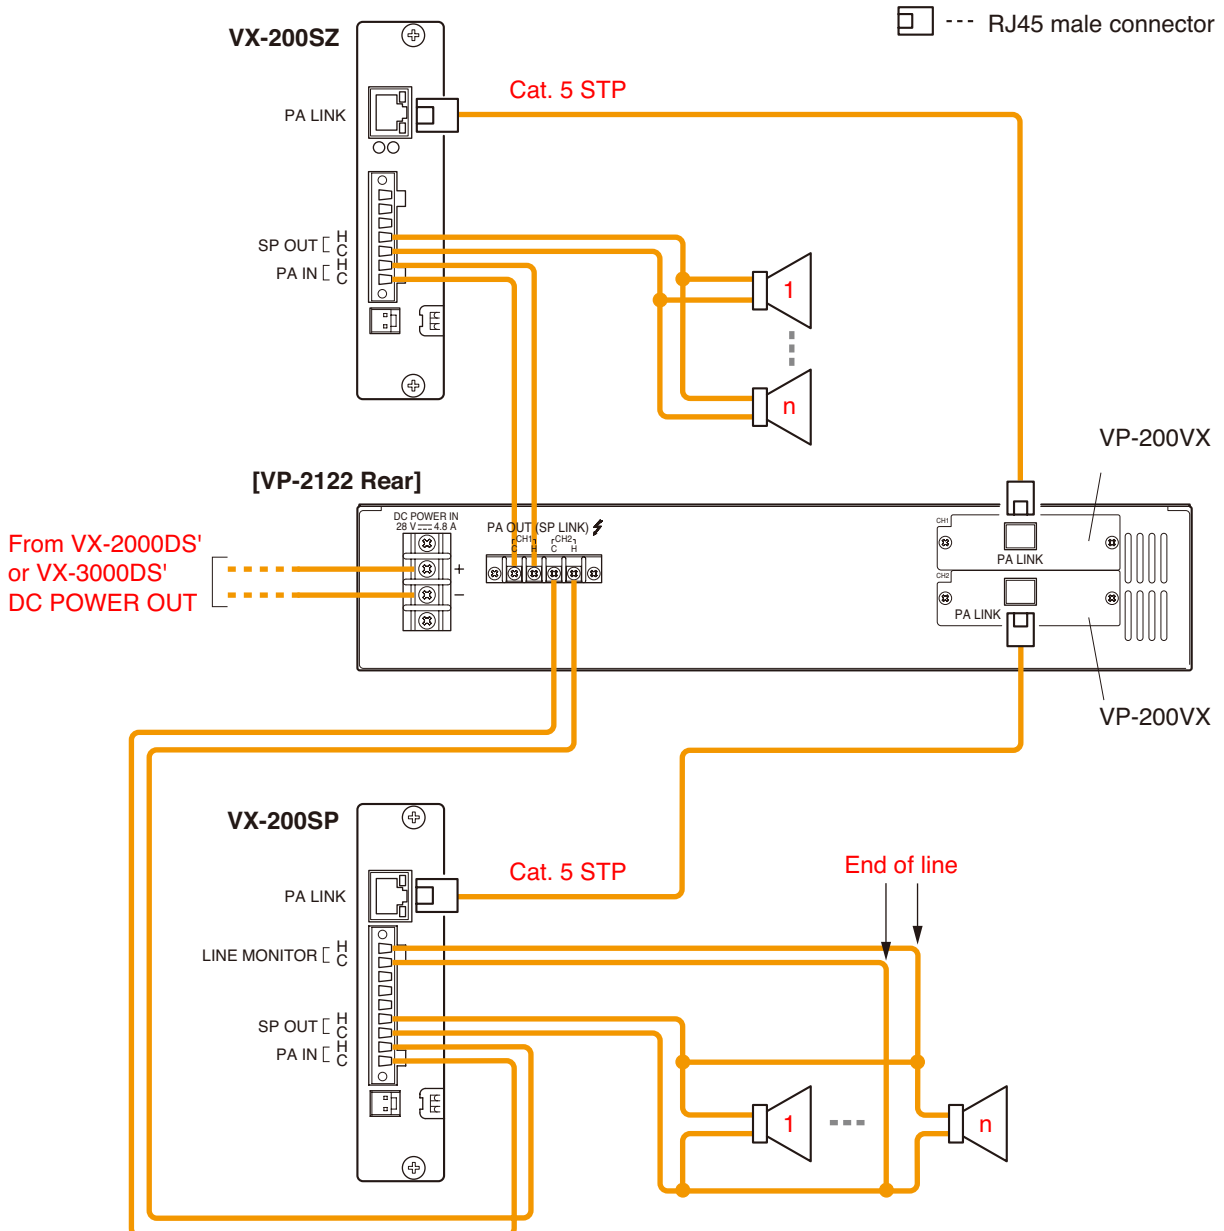 RJ45 male connector
VX-200SZ
Cat. 5 STP
PA LINK
SP OUT
H
C
PA IN
H
C
1
n
VP-200VX
[VP-2122 Rear]
DC POWER IN
28 V 4.8 A
PA OUT (SP LINK)
CH1
CH2
C H C H
From VX-2000DS'
or VX-3000DS'
DC POWER OUT
+
−
CH1
PA LINK
CH2
PA LINK
VP-200VX
VX-200SP
Cat. 5 STP
End of line
PA LINK
LINE MONITOR
H
C
SP OUT
H
C
PA IN
H
C
1
n